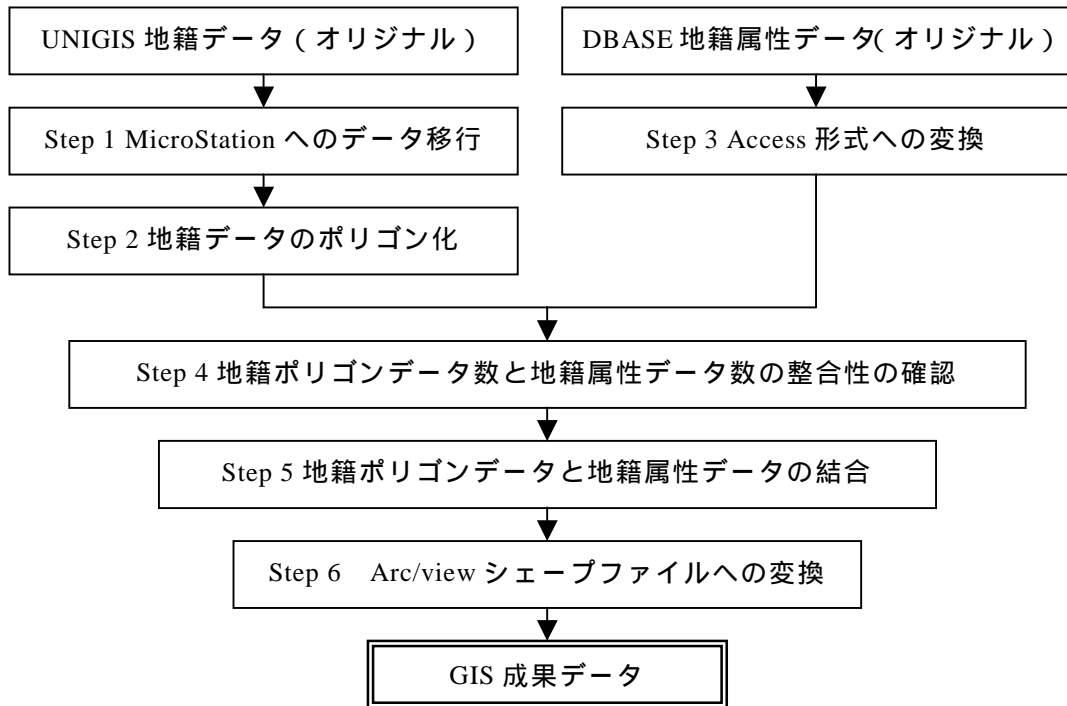 UNIGIS 地籍データ（オリジナル）
DBASE 地籍属性データ（オリジナル）
Step 1 MicroStation へのデータ移行
Step 3 Access 形式への変換
Step 2 地籍データのポリゴン化
Step 4 地籍ポリゴンデータ数と地籍属性データ数の整合性の確認
Step 5 地籍ポリゴンデータと地籍属性データの結合
Step 6　Arc/view シェープファイルへの変換
GIS 成果データ